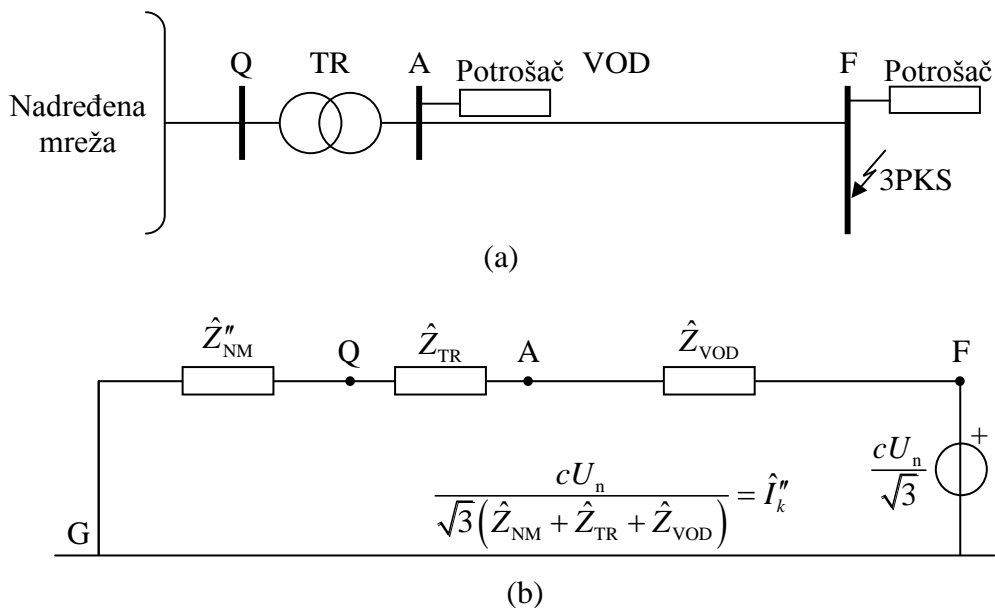 Nadređena
mreža
Q
TR
A
Potrošač
VOD
F
Potrošač
3PKS
(a)
Ẑ″NM
Q
ẐTR
A
ẐVOD
F
cUn / √3(ẐNM + ẐTR + ẐVOD) = Î″k
cUn / √3
+
G
(b)